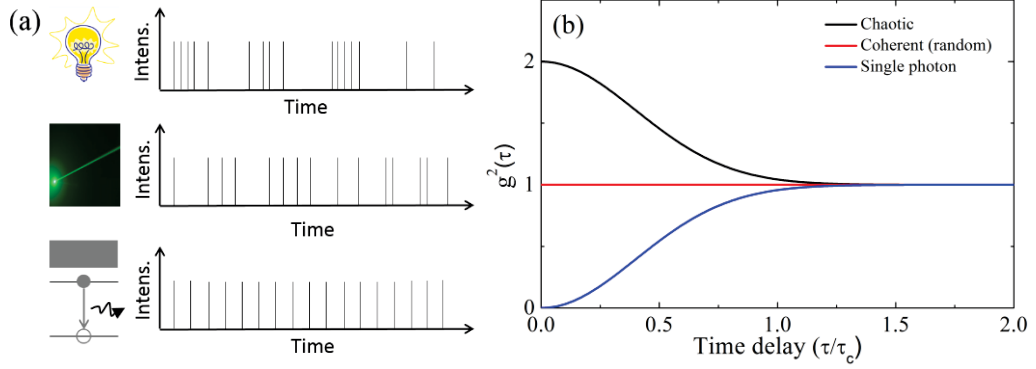 (a)
Intens.
Time
Intens.
Time
Intens.
Time
(b)
Chaotic
Coherent (random)
Single photon
g²(τ)
2
1
0
0.0 0.5 1.0 1.5 2.0
Time delay (τ/τc)